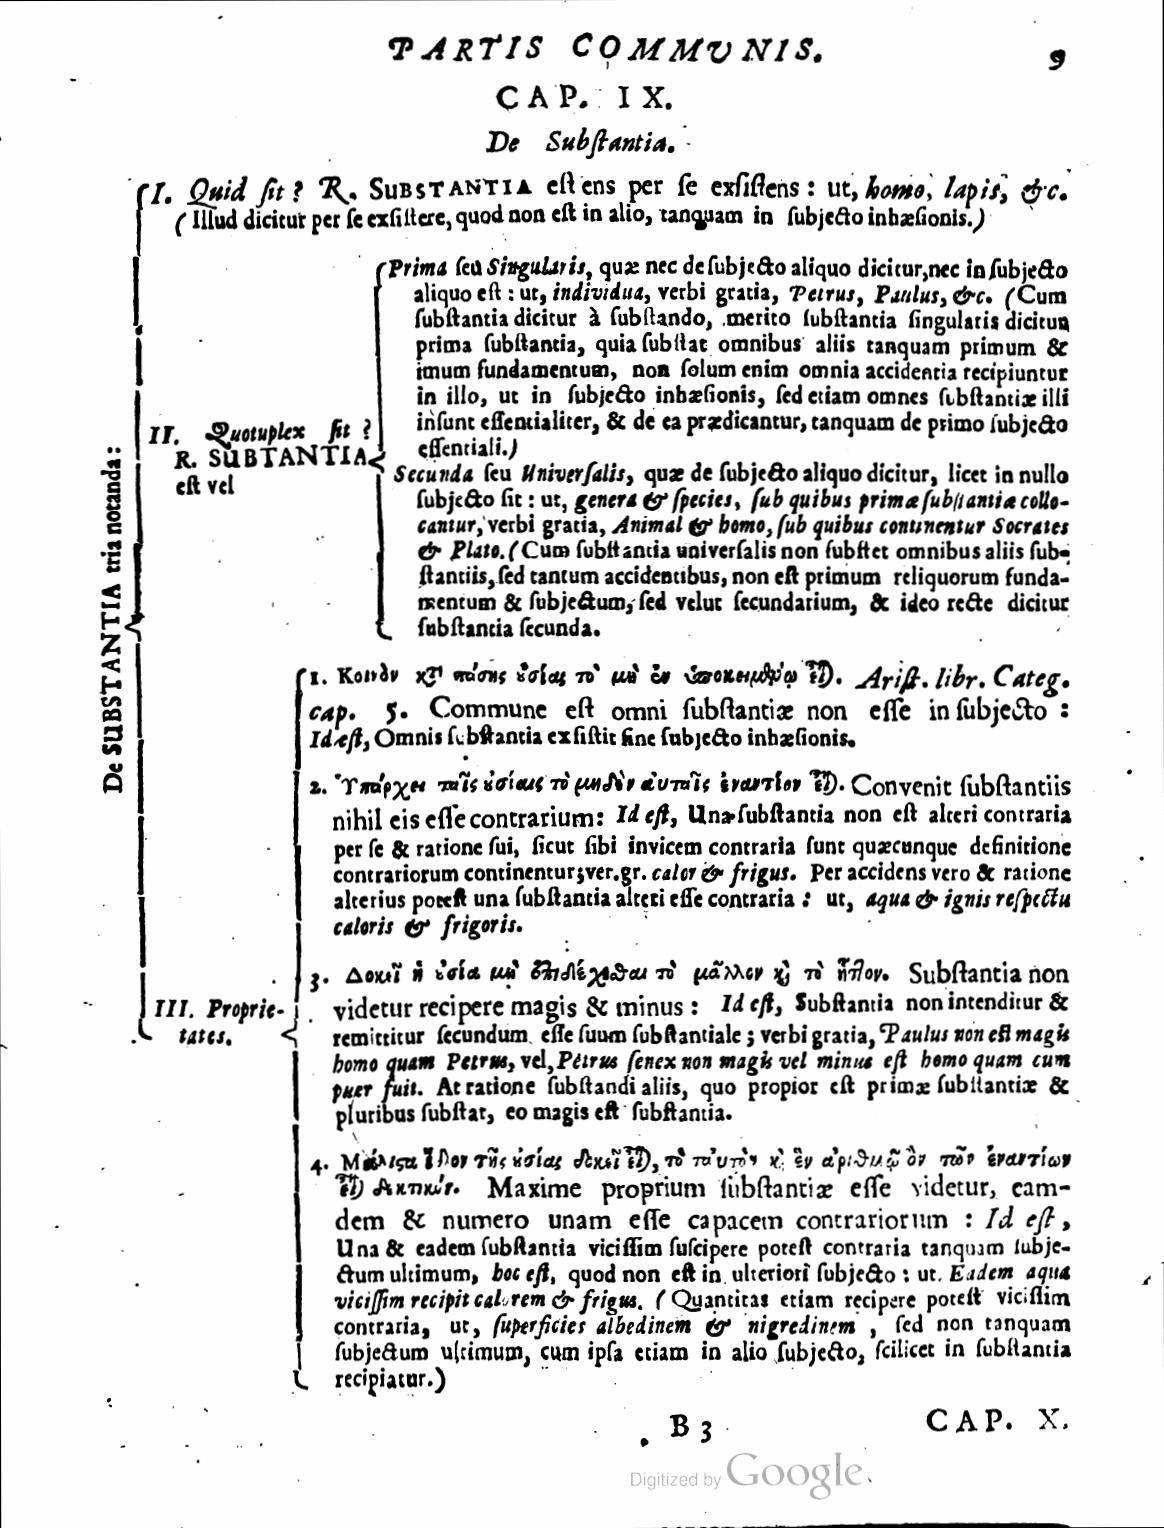 PARTIS COMMUNIS. 9
CAP. IX.
De Subſtantia.
De SUBSTANTIA tria notanda:
I. Quid ſit? R. SUBSTANTIA eſt ens per ſe exſiſtens: ut, homo, lapis, &c.
(Illud dicitur per ſe exſiſtere, quod non eſt in alio, tanquam in ſubjecto inhæſionis.)
II. Quotuplex ſit?
R. SUBTANTIA
eſt vel
Prima ſeu Singularis, quæ nec de ſubjecto aliquo dicitur, nec in ſubjecto
aliquo eſt: ut, individua, verbi gratia, Petrus, Paulus, &c. (Cum
ſubſtantia dicitur à ſubſtando, merito ſubſtantia ſingularis dicitur
prima ſubſtantia, quia ſubſtat omnibus aliis tanquam primum &
imum fundamentum, non ſolum enim omnia accidentia recipiuntur
in illo, ut in ſubjecto inhæſionis, ſed etiam omnes ſubſtantiæ illi
inſunt eſſentialiter, & de ea prædicantur, tanquam de primo ſubjecto
eſſentiali.)
Secunda ſeu Univerſalis, quæ de ſubjecto aliquo dicitur, licet in nullo
ſubjecto ſit: ut, genera & ſpecies, ſub quibus primæ ſubſtantiæ collo-
cantur, verbi gratia, Animal & homo, ſub quibus continentur Socrates
& Plato. (Cum ſubſtantia univerſalis non ſubſtet omnibus aliis ſub-
ſtantiis, ſed tantum accidentibus, non eſt primum reliquorum funda-
mentum & ſubjectum, ſed velut ſecundarium, & ideo recte dicitur
ſubſtantia ſecunda.
III. Proprie-
tates.
1. Κοινὸν κτ' πάσης ȣ̓σίας τὸ μὴ ἐν ὑποκειμένῳ εἶ). Ariſt. libr. Categ.
cap. 5. Commune eſt omni ſubſtantiæ non eſſe in ſubjecto:
Id eſt, Omnis ſubſtantia exſiſtit ſine ſubjecto inhæſionis.
2. Ὑπάρχει ταῖς ȣ̓σίαις τὸ μηδὲν αὐταῖς ἐναντίον εἶ). Convenit ſubſtantiis
nihil eis eſſe contrarium: Id eſt, Una ſubſtantia non eſt alteri contraria
per ſe & ratione ſui, ſicut ſibi invicem contraria ſunt quæcunque definitione
contrariorum continentur; ver. gr. calor & frigus. Per accidens vero & ratione
alterius poteſt una ſubſtantia alteri eſſe contraria: ut, aqua & ignis reſpectu
caloris & frigoris.
3. Δοκεῖ ἡ ȣ̓σία μὴ ἐπιδέχεσθαι τὸ μᾶλλον κ̀ τὸ ἧττον. Subſtantia non
videtur recipere magis & minus: Id eſt, Subſtantia non intenditur &
remittitur ſecundum eſſe ſuum ſubſtantiale; verbi gratia, Paulus non eſt magis
homo quam Petrus, vel, Petrus ſenex non magis vel minus eſt homo quam cum
puer fuit. At ratione ſubſtandi aliis, quo propior eſt primæ ſubſtantiæ &
pluribus ſubſtat, eo magis eſt ſubſtantia.
4. Μάλιϛα ἴδιον τῆς ȣ̓σίας δοκεῖ εἶ), τὸ ταὐτὸν κ̀ ἓν ἀριθμῷ ὂν τῶν ἐναντίων
εἶ) δεκτικόν. Maxime proprium ſubſtantiæ eſſe videtur, eam-
dem & numero unam eſſe capacem contrariorum: Id eſt,
Una & eadem ſubſtantia viciſſim ſuſcipere poteſt contraria tanquam ſubje-
ctum ultimum, hoc eſt, quod non eſt in ulteriori ſubjecto: ut. Eadem aqua
viciſſim recipit calorem & frigus. (Quantitas etiam recipere poteſt viciſſim
contraria, ut, ſuperficies albedinem & nigredinem, ſed non tanquam
ſubjectum ultimum, cum ipſa etiam in alio ſubjecto, ſcilicet in ſubſtantia
recipiatur.)
B 3 CAP. X.
Digitized by Google